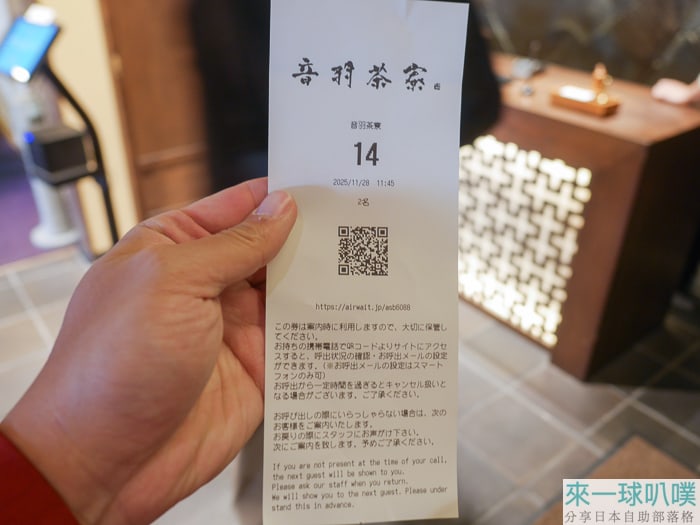 音羽茶寮
音羽茶寮
14
2025/11/28 11:45
2名
https://airwait.jp/asb6088
この券は案内時に利用しますので、大切に保管し
てください。
お持ちの携帯電話でQRコードよりサイトにアクセ
スすると、呼出状況の確認・お呼出メールの設定
ができます。(※お呼出メールの設定はスマート
フォンのみ可)
お呼出から一定時間を過ぎるとキャンセル扱いと
なる場合がございます。ご了承ください。
お呼び出しの際にいらっしゃらない場合は、次の
お客様をご案内いたします。
お戻りの際にスタッフにお声がけ下さい。
次にご案内を致します。予めご了承ください。
If you are not present at the time of your call,
the next guest will be shown to you.
Please ask our staff when you return.
We will show you to the next guest. Please under
stand this in advance.
來一球叭噗
分享日本自助部落格